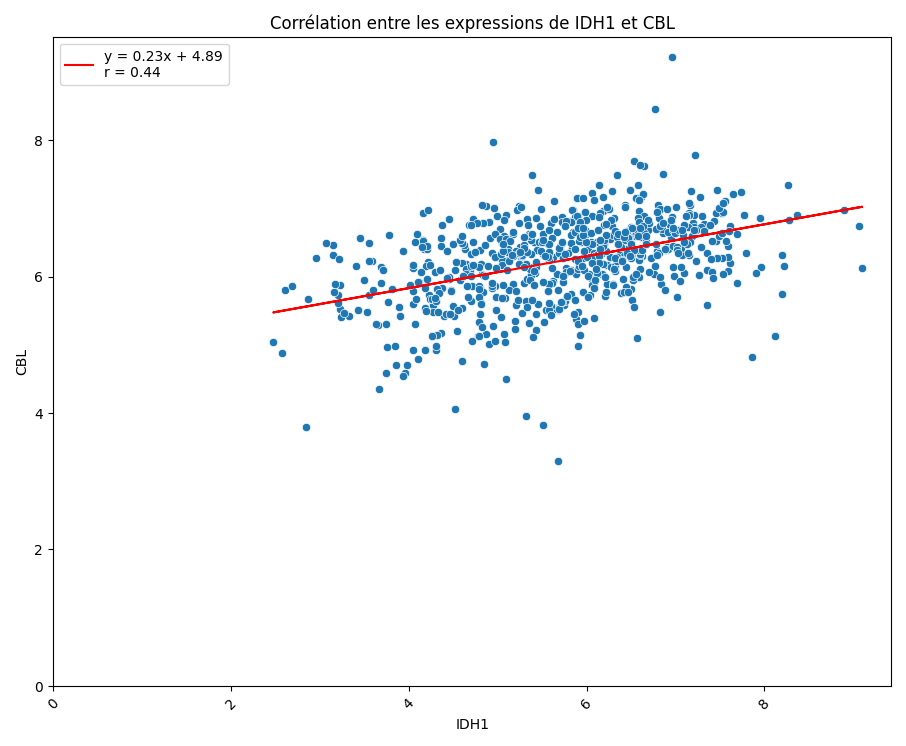 Corrélation entre les expressions de IDH1 et CBL
y = 0.23x + 4.89
r = 0.44
8
6
4
2
0
CBL
0 2 4 6 8
IDH1